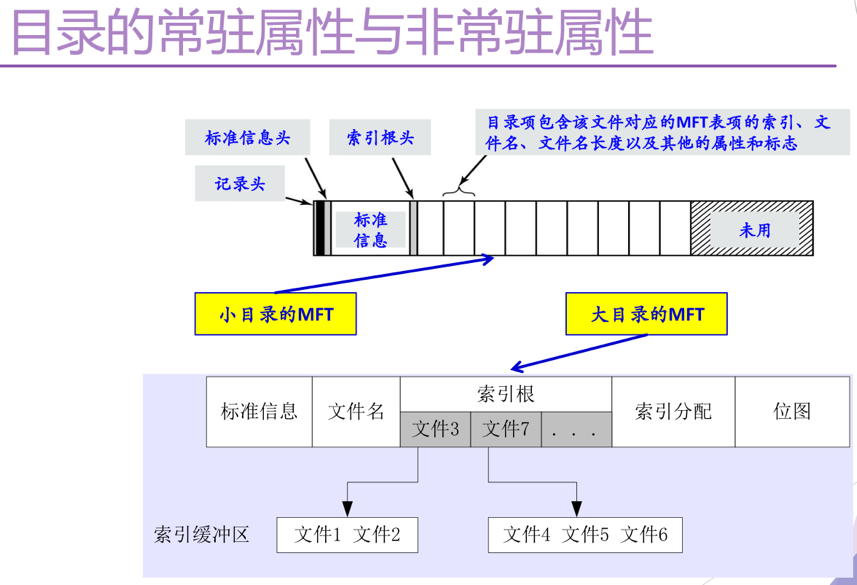 目录的常驻属性与非常驻属性
标准信息头
索引根头
目录项包含该文件对应的MFT表项的索引、文
件名、文件名长度以及其他的属性和标志
记录头
标准
信息
未用
小目录的MFT
大目录的MFT
标准信息
文件名
索引根
文件3
文件7
. . .
索引分配
位图
索引缓冲区
文件1 文件2
文件4 文件5 文件6